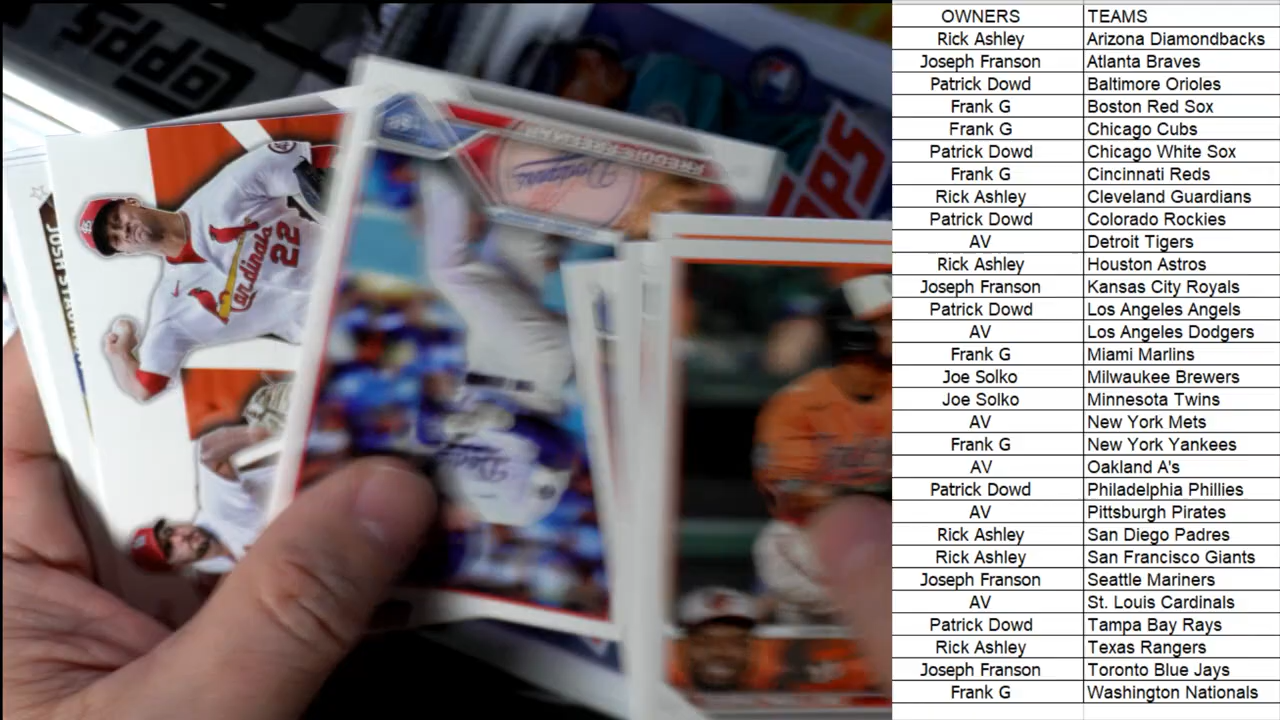 Topps
FREDDIE FREEMAN
Dodgers
Cardinals
22
OWNERS TEAMS
Rick Ashley Arizona Diamondbacks
Joseph Franson Atlanta Braves
Patrick Dowd Baltimore Orioles
Frank G Boston Red Sox
Frank G Chicago Cubs
Patrick Dowd Chicago White Sox
Frank G Cincinnati Reds
Rick Ashley Cleveland Guardians
Patrick Dowd Colorado Rockies
AV Detroit Tigers
Rick Ashley Houston Astros
Joseph Franson Kansas City Royals
Patrick Dowd Los Angeles Angels
AV Los Angeles Dodgers
Frank G Miami Marlins
Joe Solko Milwaukee Brewers
Joe Solko Minnesota Twins
AV New York Mets
Frank G New York Yankees
AV Oakland A's
Patrick Dowd Philadelphia Phillies
AV Pittsburgh Pirates
Rick Ashley San Diego Padres
Rick Ashley San Francisco Giants
Joseph Franson Seattle Mariners
AV St. Louis Cardinals
Patrick Dowd Tampa Bay Rays
Rick Ashley Texas Rangers
Joseph Franson Toronto Blue Jays
Frank G Washington Nationals